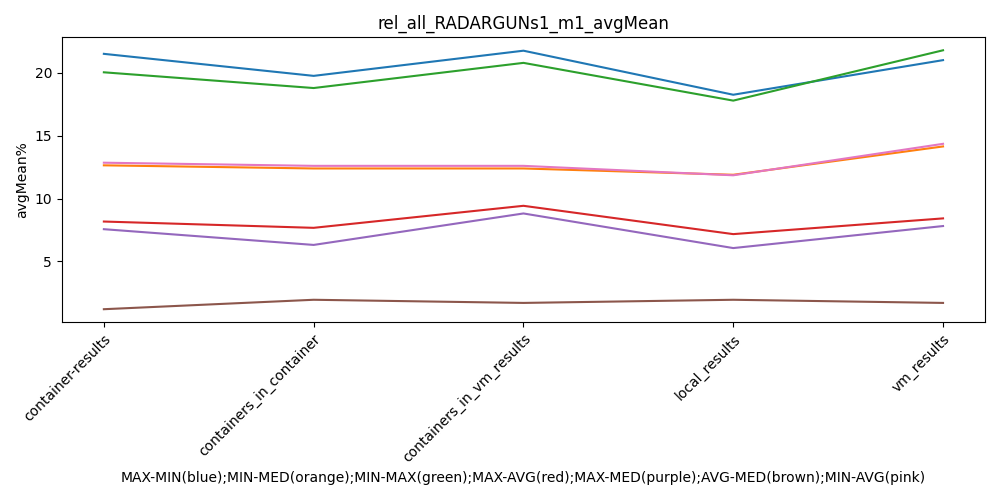 rel_all_RADARGUNs1_m1_avgMean
avgMean%
20
15
10
5
container-results
containers_in_container
containers_in_vm_results
local_results
vm_results
MAX-MIN(blue);MIN-MED(orange);MIN-MAX(green);MAX-AVG(red);MAX-MED(purple);AVG-MED(brown);MIN-AVG(pink)